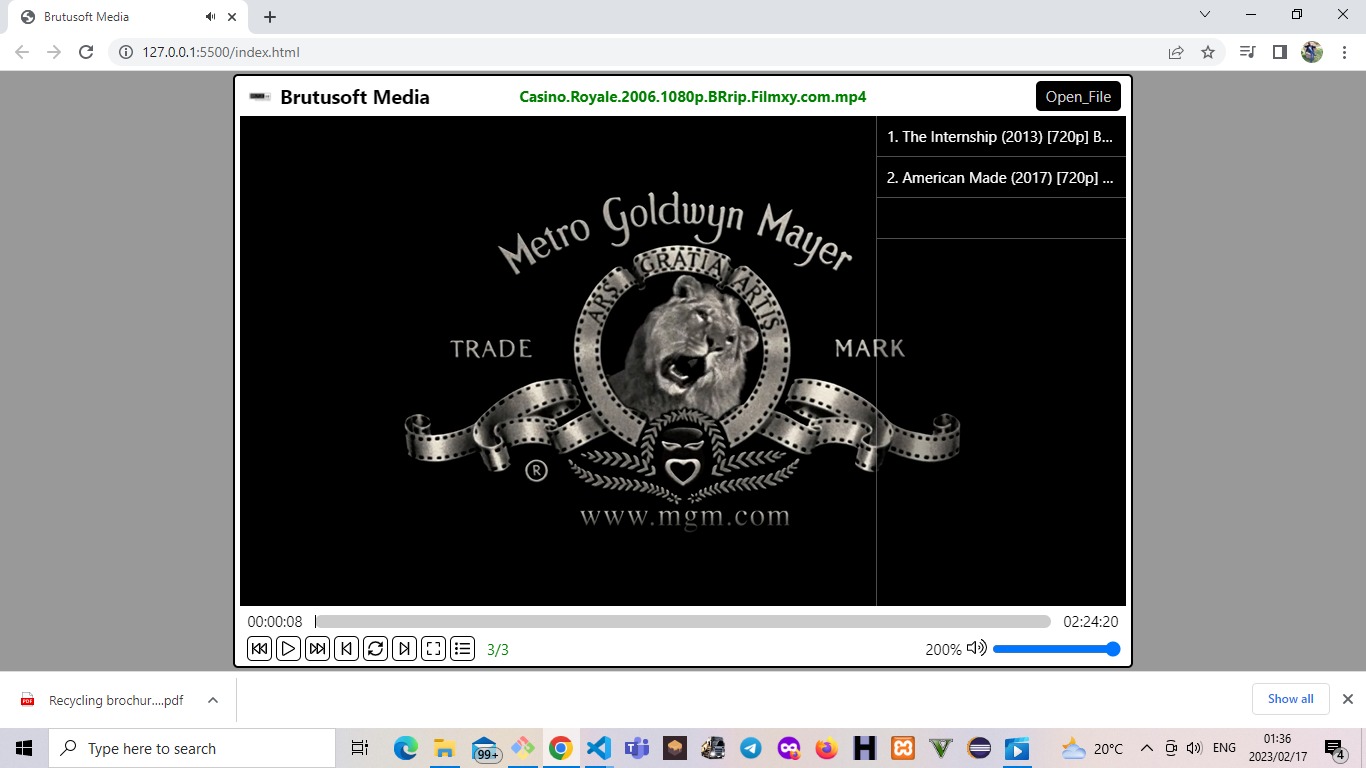 Brutusoft Media
127.0.0.1:5500/index.html
Brutusoft Media
Casino.Royale.2006.1080p.BRrip.Filmxy.com.mp4
Open_File
1. The Internship (2013) [720p] B...
2. American Made (2017) [720p] ...
Metro Goldwyn Mayer
ARS GRATIA ARTIS
TRADE MARK
®
www.mgm.com
00:00:08
02:24:20
3/3
200%
PDF
Recycling brochur....pdf
Show all
Type here to search
99+
20°C
ENG
01:36
2023/02/17
4